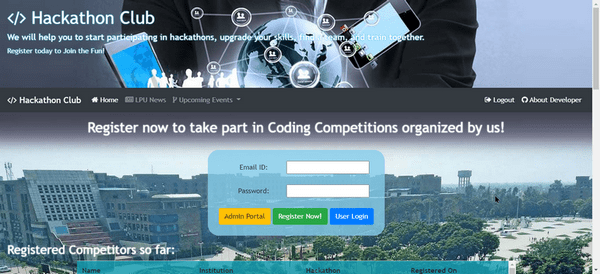 </> Hackathon Club
We will help you to start participating in hackathons, upgrade your skills, find a team, and train together.
Register today to Join the Fun!
</> Hackathon Club Home LPU News Upcoming Events Logout About Developer
Register now to take part in Coding Competitions organized by us!
Email ID:
Password:
Admin Portal Register Now! User Login
Registered Competitors so far:
Name Institution Hackathon Registered On